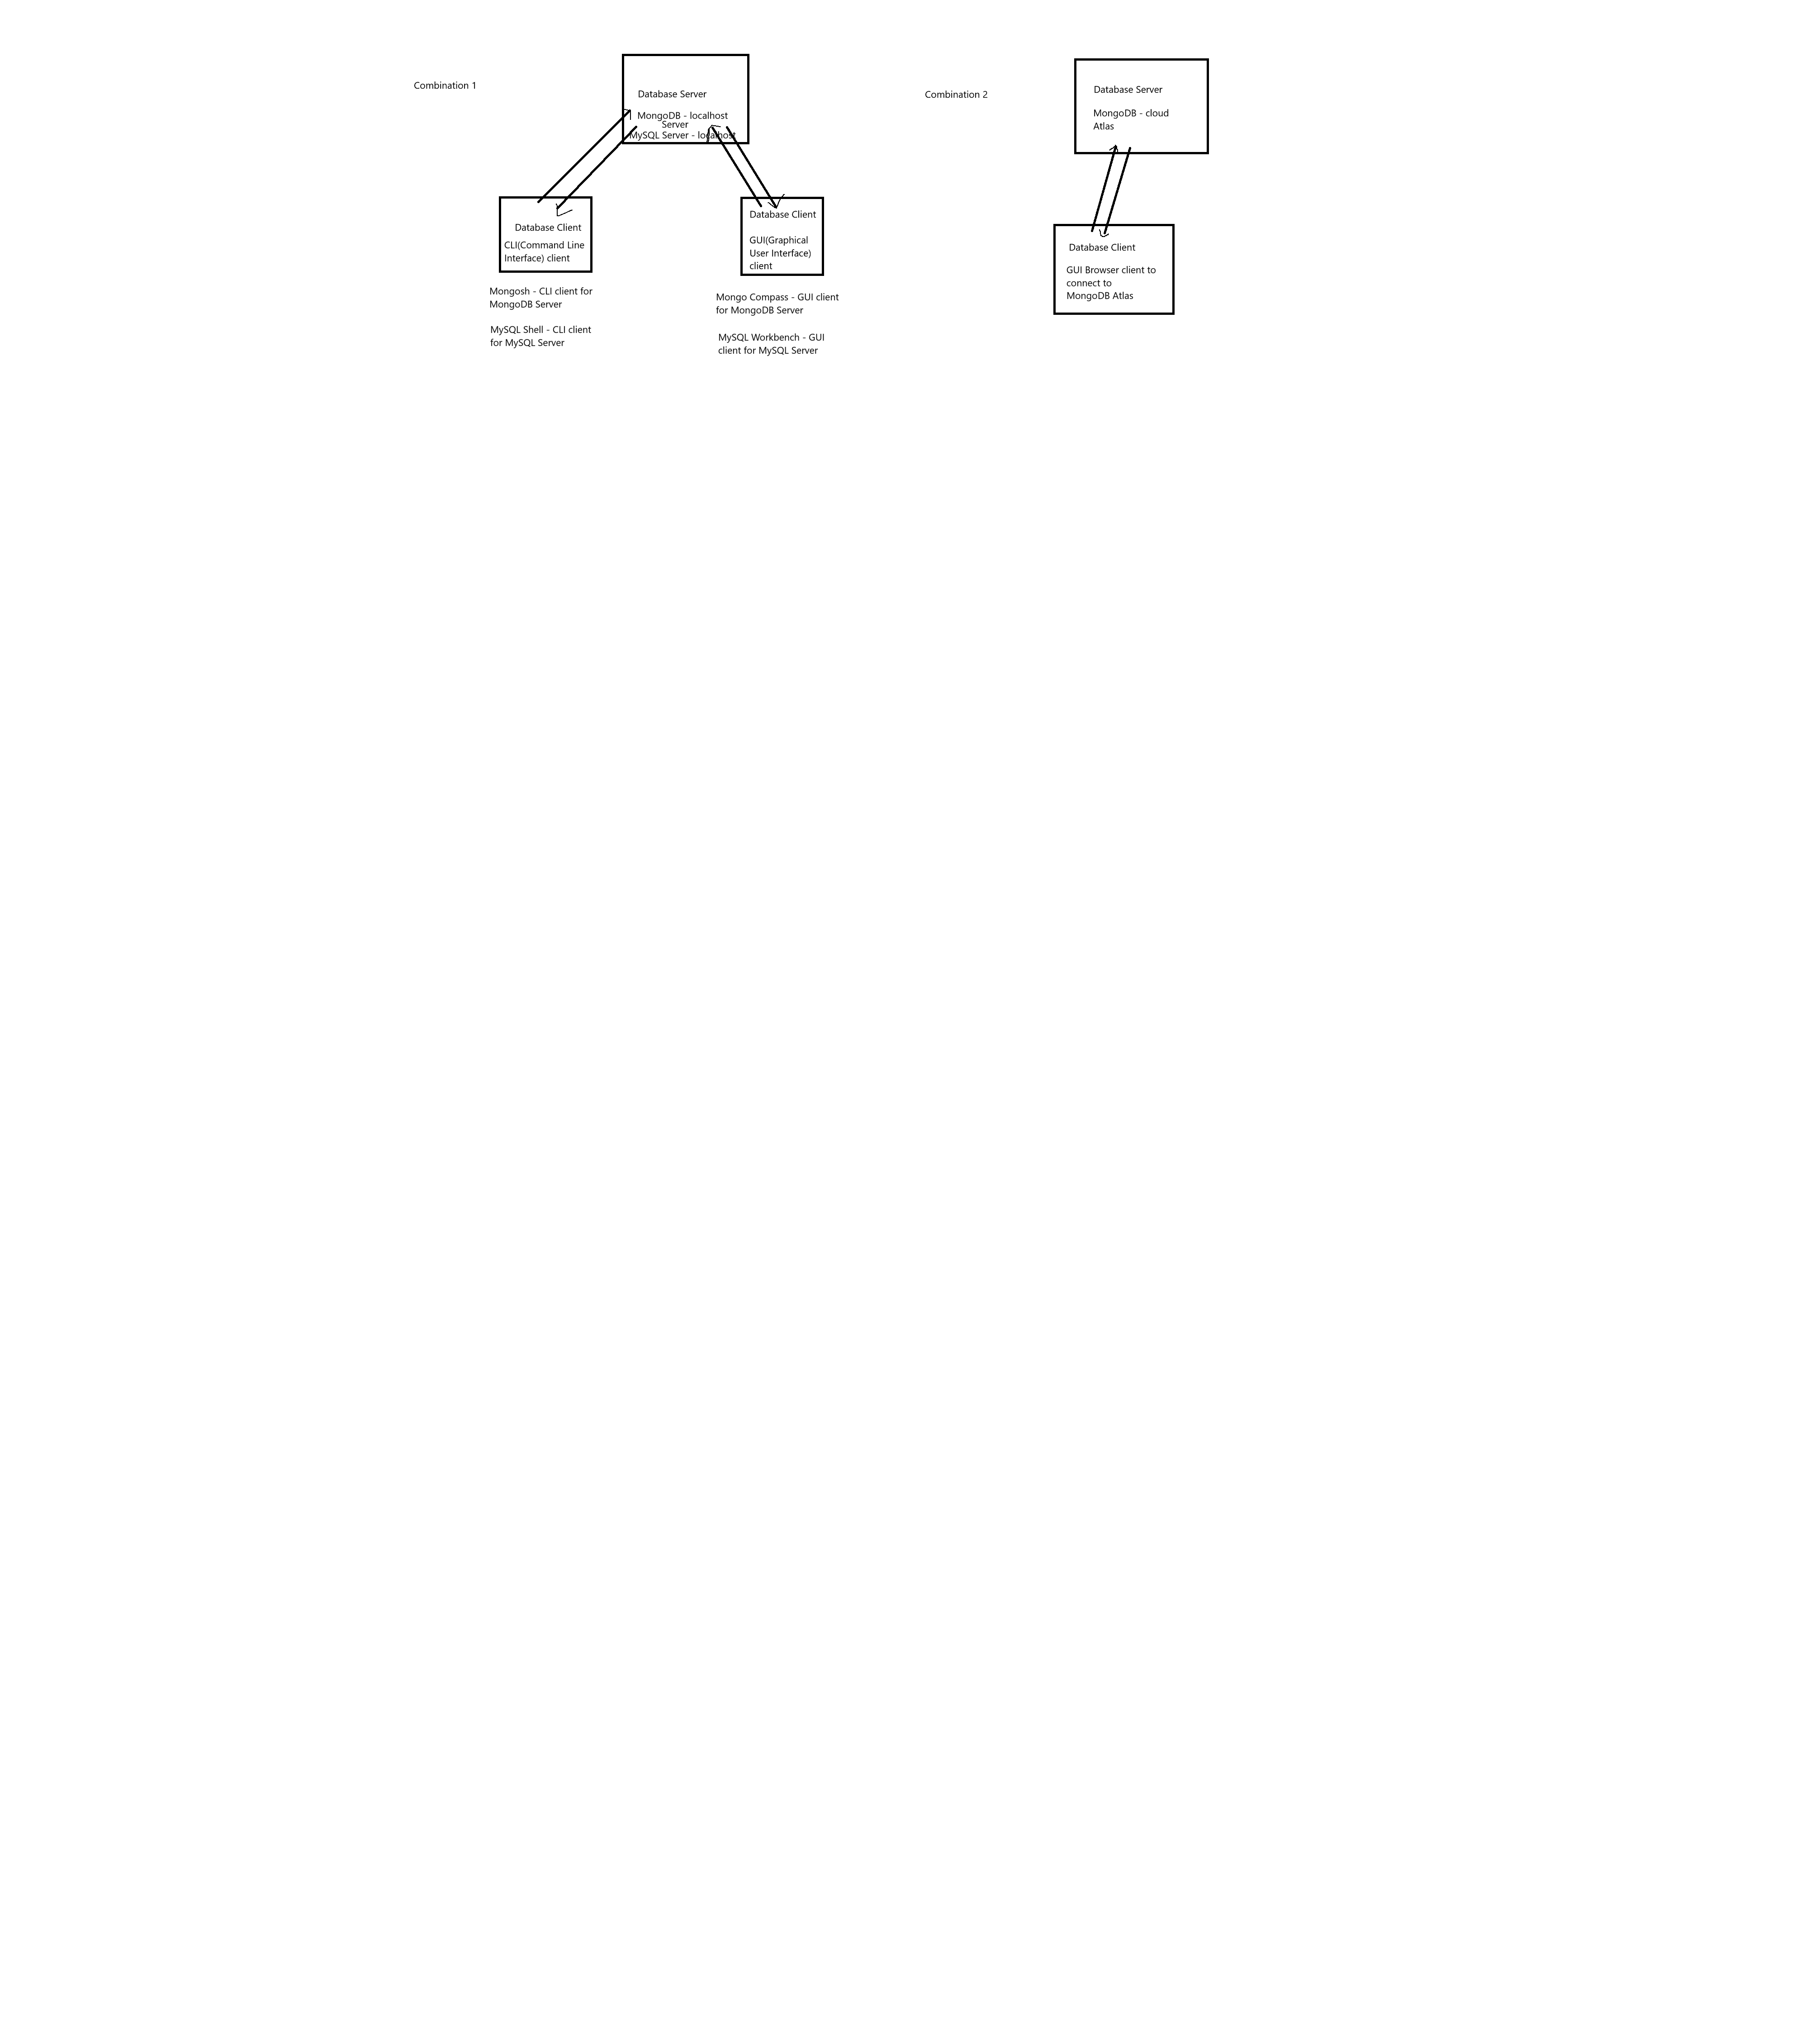 Combination 1
Database Server
MongoDB - localhost
Server
MySQL Server - localhost
Database Client
CLI(Command Line
Interface) client
Mongosh - CLI client for
MongoDB Server
MySQL Shell - CLI client
for MySQL Server
Database Client
GUI(Graphical
User Interface)
client
Mongo Compass - GUI client
for MongoDB Server
MySQL Workbench - GUI
client for MySQL Server
Combination 2
Database Server
MongoDB - cloud
Atlas
Database Client
GUI Browser client to
connect to
MongoDB Atlas